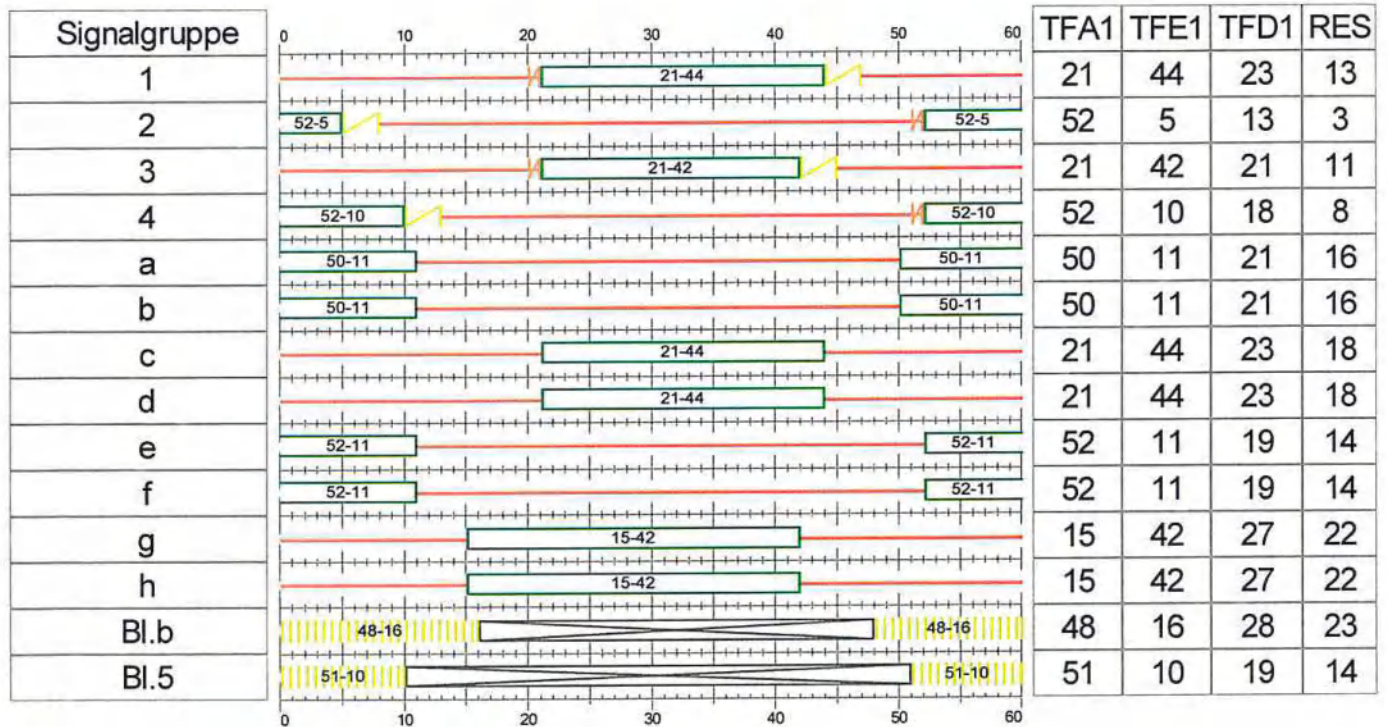 Signalgruppe 0 10 20 30 40 50 60 TFA1 TFE1 TFD1 RES
1 21-44 21 44 23 13
2 52-5 52-5 52 5 13 3
3 21-42 21 42 21 11
4 52-10 52-10 52 10 18 8
a 50-11 50-11 50 11 21 16
b 50-11 50-11 50 11 21 16
c 21-44 21 44 23 18
d 21-44 21 44 23 18
e 52-11 52-11 52 11 19 14
f 52-11 52-11 52 11 19 14
g 15-42 15 42 27 22
h 15-42 15 42 27 22
Bl.b 48-16 48-16 48 16 28 23
Bl.5 51-10 51-10 51 10 19 14
0 10 20 30 40 50 60